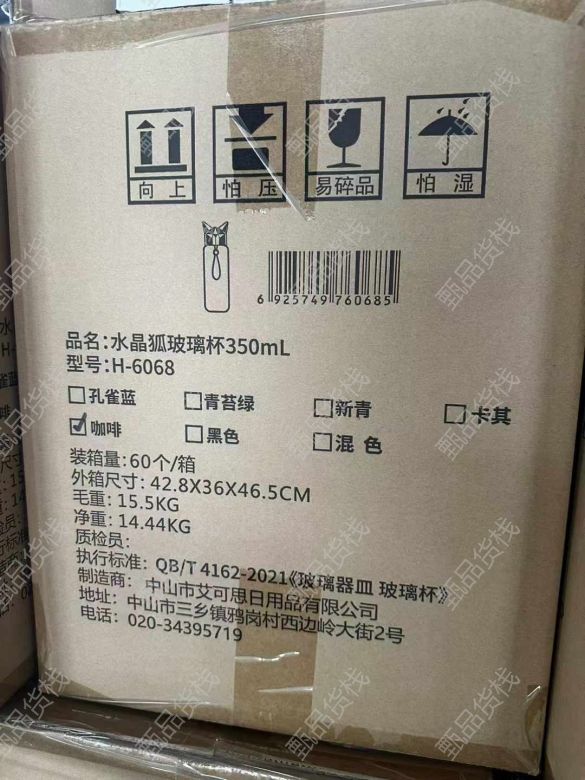 向上
怕压
易碎品
怕湿
6 925749 760685
品名:水晶狐玻璃杯350mL
型号:H-6068
孔雀蓝 青苔绿 新青 卡其
咖啡 黑色 混色
装箱量:60个/箱
外箱尺寸:42.8X36X46.5CM
毛重:15.5KG
净重:14.44KG
质检员:
执行标准:QB/T 4162-2021《玻璃器皿 玻璃杯》
制造商:中山市艾可思日用品有限公司
地址:中山市三乡镇鸦岗村西边岭大街2号
电话:020-34395719
甄品货栈